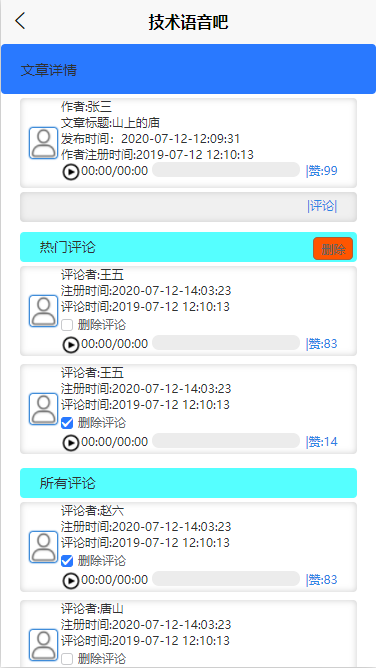 技术语音吧
文章详情
作者:张三
文章标题:山上的庙
发布时间：2020-07-12-12:09:31
作者注册时间:2019-07-12 12:10:13
00:00/00:00 |赞:99
|评论|
热门评论 删除
评论者:王五
注册时间:2020-07-12-14:03:23
评论时间:2019-07-12 12:10:13
删除评论
00:00/00:00 |赞:83
评论者:王五
注册时间:2020-07-12-14:03:23
评论时间:2019-07-12 12:10:13
删除评论
00:00/00:00 |赞:14
所有评论
评论者:赵六
注册时间:2020-07-12-14:03:23
评论时间:2019-07-12 12:10:13
删除评论
00:00/00:00 |赞:83
评论者:唐山
注册时间:2020-07-12-14:03:23
评论时间:2019-07-12 12:10:13
删除评论